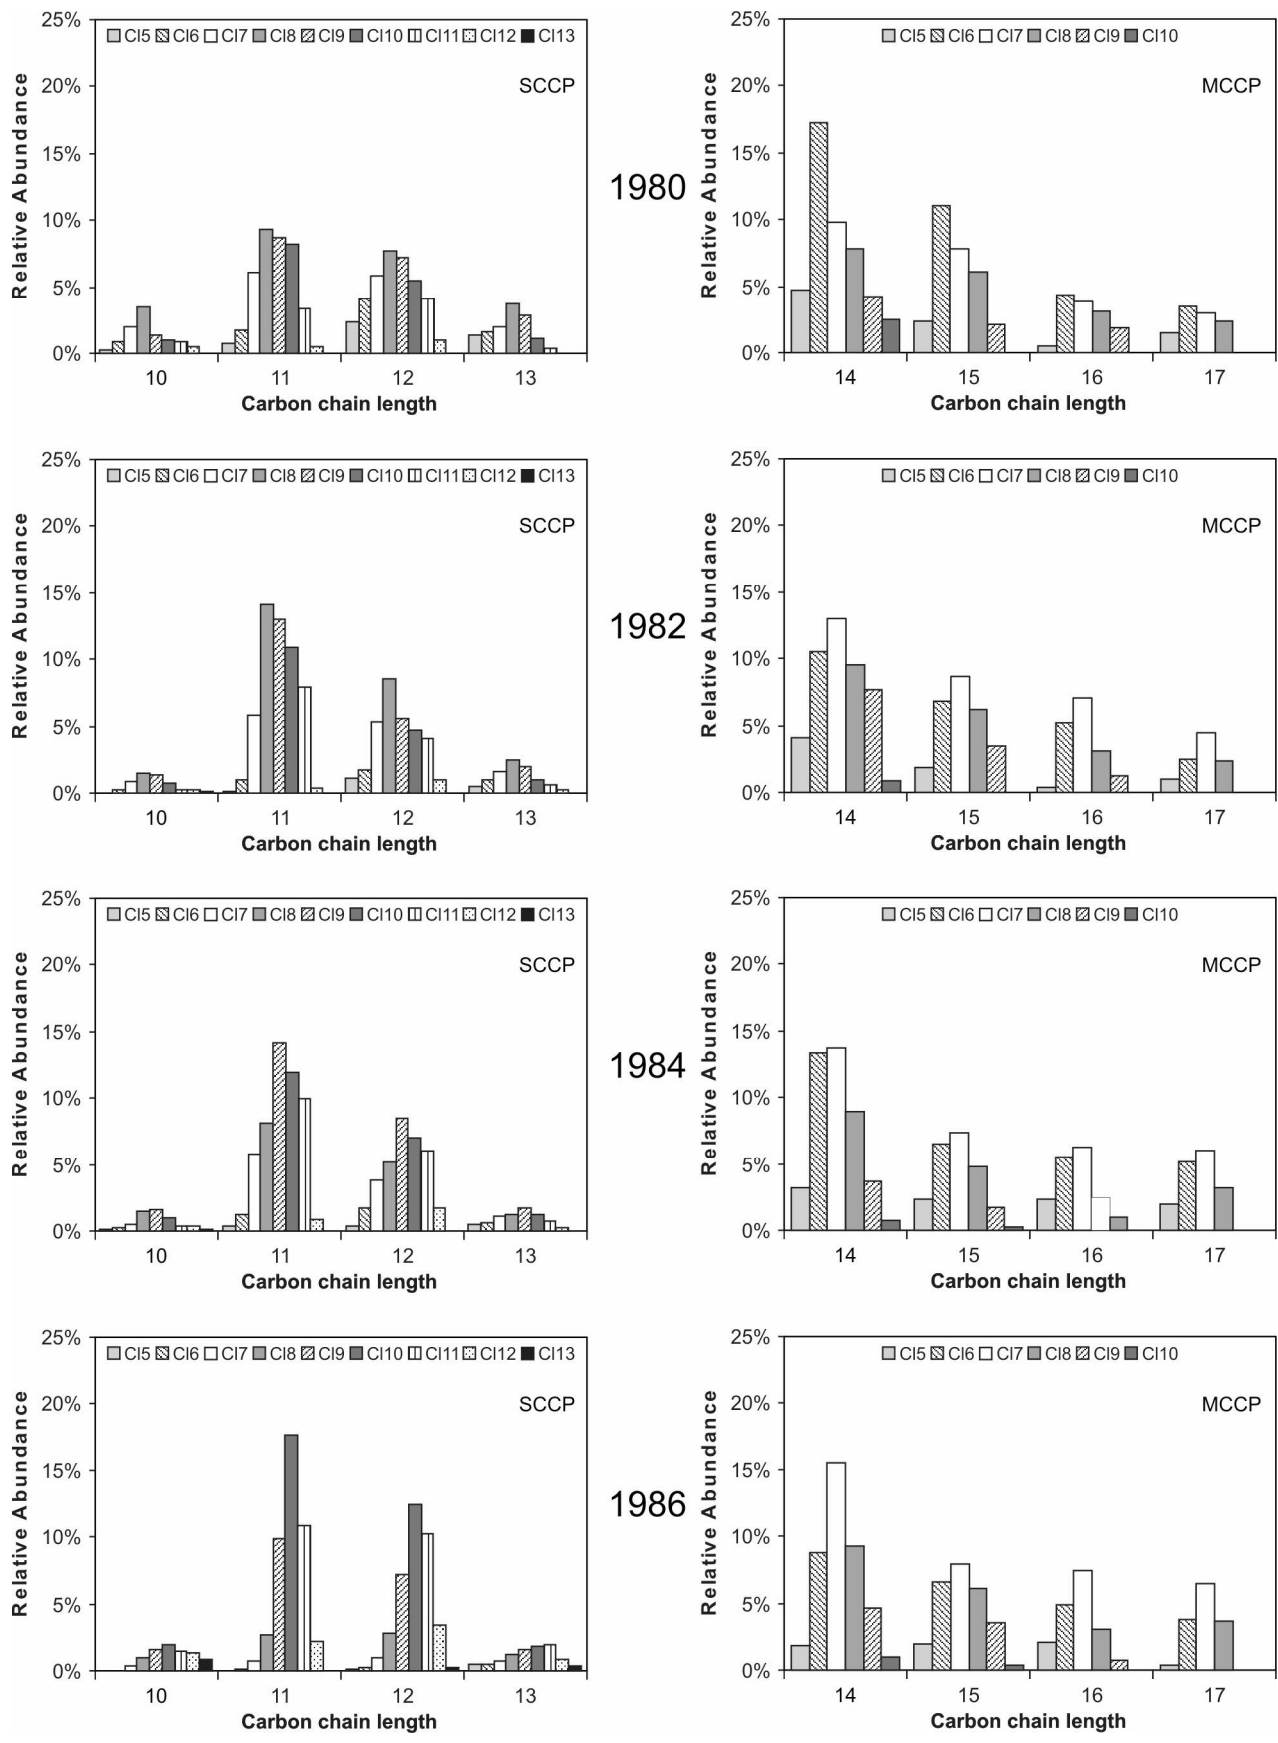 25%
Cl5 Cl6 Cl7 Cl8 Cl9 Cl10 Cl11 Cl12 Cl13
SCCP
20%
15%
10%
5%
0%
Relative Abundance
10 11 12 13
Carbon chain length
1980
25%
Cl5 Cl6 Cl7 Cl8 Cl9 Cl10
MCCP
20%
15%
10%
5%
0%
Relative Abundance
14 15 16 17
Carbon chain length
25%
Cl5 Cl6 Cl7 Cl8 Cl9 Cl10 Cl11 Cl12 Cl13
SCCP
20%
15%
10%
5%
0%
Relative Abundance
10 11 12 13
Carbon chain length
1982
25%
Cl5 Cl6 Cl7 Cl8 Cl9 Cl10
MCCP
20%
15%
10%
5%
0%
Relative Abundance
14 15 16 17
Carbon chain length
25%
Cl5 Cl6 Cl7 Cl8 Cl9 Cl10 Cl11 Cl12 Cl13
SCCP
20%
15%
10%
5%
0%
Relative Abundance
10 11 12 13
Carbon chain length
1984
25%
Cl5 Cl6 Cl7 Cl8 Cl9 Cl10
MCCP
20%
15%
10%
5%
0%
Relative Abundance
14 15 16 17
Carbon chain length
25%
Cl5 Cl6 Cl7 Cl8 Cl9 Cl10 Cl11 Cl12 Cl13
SCCP
20%
15%
10%
5%
0%
Relative Abundance
10 11 12 13
Carbon chain length
1986
25%
Cl5 Cl6 Cl7 Cl8 Cl9 Cl10
MCCP
20%
15%
10%
5%
0%
Relative Abundance
14 15 16 17
Carbon chain length